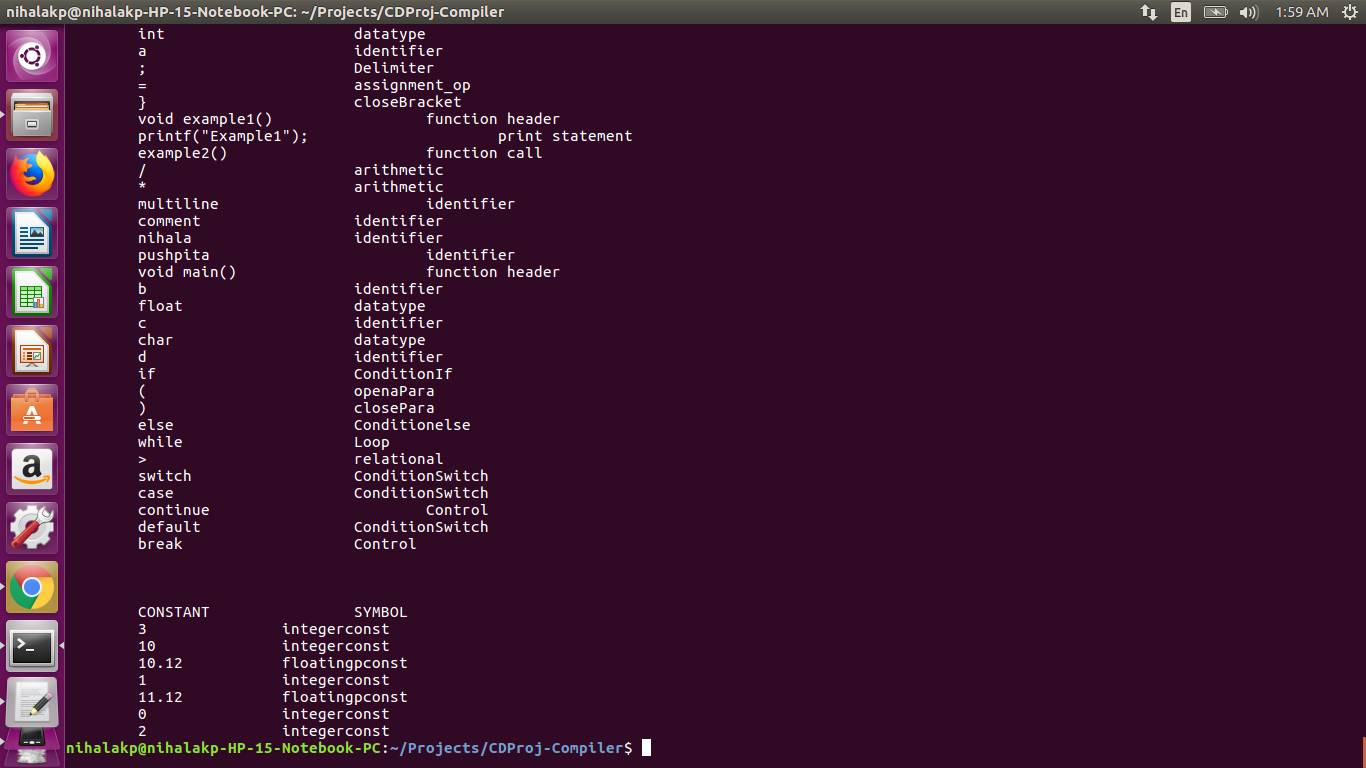 nihalakp@nihalakp-HP-15-Notebook-PC: ~/Projects/CDProj-Compiler En 1:59 AM
int datatype
a identifier
; Delimiter
= assignment_op
} closeBracket
void example1() function header
printf("Example1"); print statement
example2() function call
/ arithmetic
* arithmetic
multiline identifier
comment identifier
nihala identifier
pushpita identifier
void main() function header
b identifier
float datatype
c identifier
char datatype
d identifier
if ConditionIf
( openaPara
) closePara
else Conditionelse
while Loop
> relational
switch ConditionSwitch
case ConditionSwitch
continue Control
default ConditionSwitch
break Control
CONSTANT SYMBOL
3 integerconst
10 integerconst
10.12 floatingpconst
1 integerconst
11.12 floatingpconst
0 integerconst
2 integerconst
nihalakp@nihalakp-HP-15-Notebook-PC:~/Projects/CDProj-Compiler$